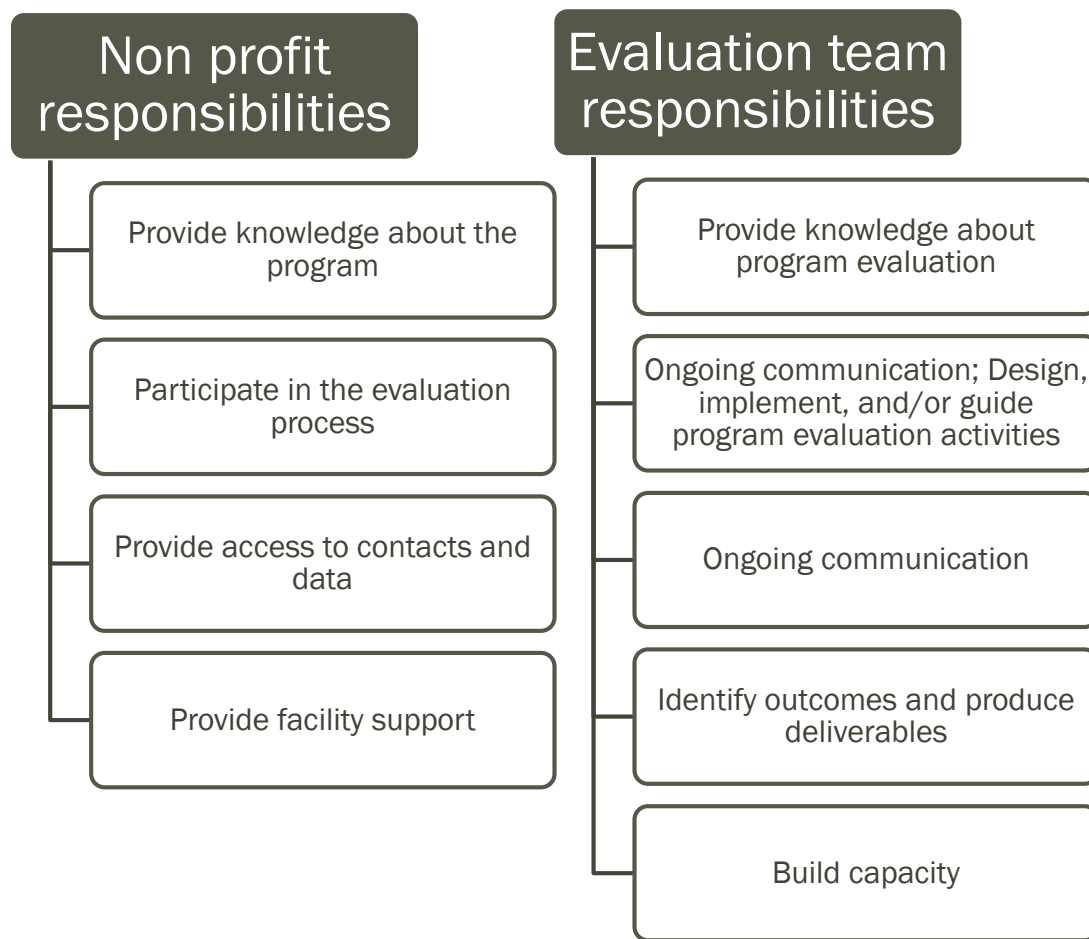 Non profit
responsibilities
Provide knowledge about the
program
Participate in the evaluation
process
Provide access to contacts and
data
Provide facility support
Evaluation team
responsibilities
Provide knowledge about
program evaluation
Ongoing communication; Design,
implement, and/or guide
program evaluation activities
Ongoing communication
Identify outcomes and produce
deliverables
Build capacity